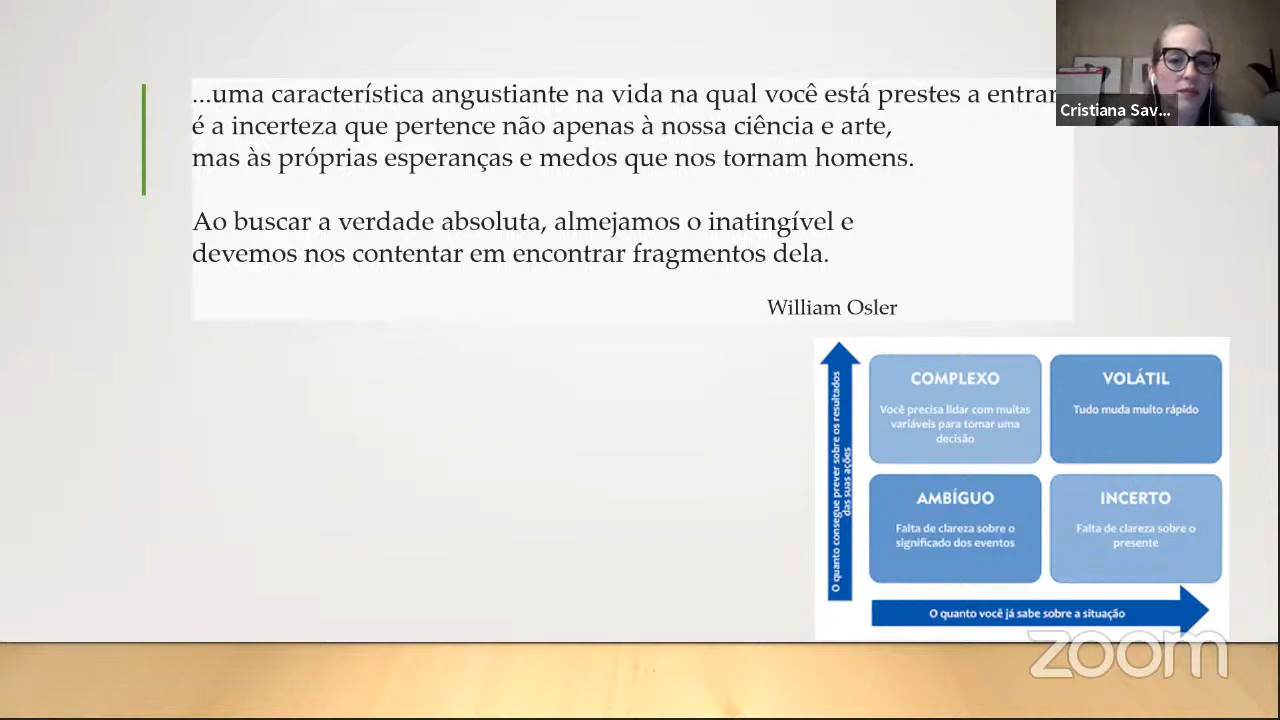 ...uma característica angustiante na vida na qual você está prestes a entrar
é a incerteza que pertence não apenas à nossa ciência e arte,
mas às próprias esperanças e medos que nos tornam homens.
Ao buscar a verdade absoluta, almejamos o inatingível e
devemos nos contentar em encontrar fragmentos dela.
William Osler
Cristiana Sav...
O quanto consegue prever sobre os resultados
das suas ações
COMPLEXO
Você precisa lidar com muitas
variáveis para tomar uma
decisão
VOLÁTIL
Tudo muda muito rápido
AMBÍGUO
Falta de clareza sobre o
significado dos eventos
INCERTO
Falta de clareza sobre o
presente
O quanto você já sabe sobre a situação
zoom